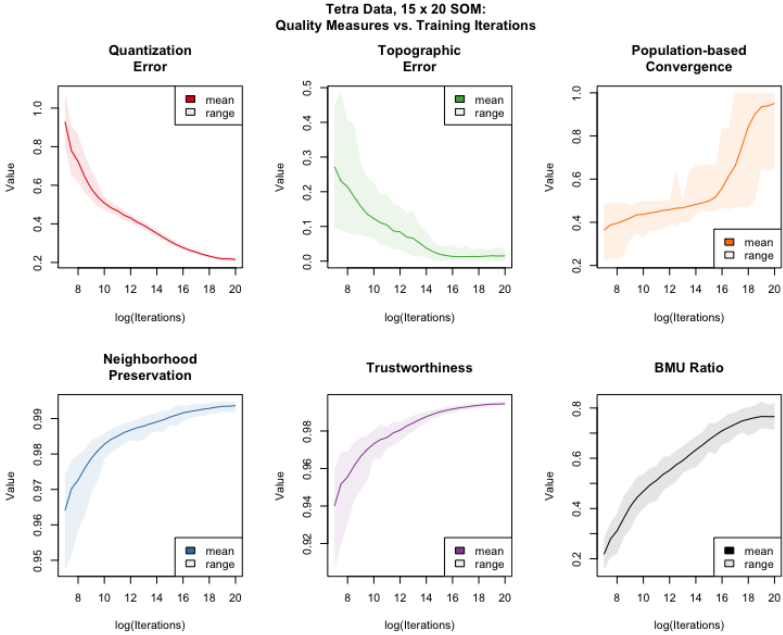 Tetra Data, 15 x 20 SOM:
Quality Measures vs. Training Iterations
Quantization
Error
Value
1.0
0.8
0.6
0.4
0.2
mean
range
8 10 12 14 16 18 20
log(Iterations)
Topographic
Error
Value
0.5
0.4
0.3
0.2
0.1
0.0
mean
range
8 10 12 14 16 18 20
log(Iterations)
Population-based
Convergence
Value
1.0
0.8
0.6
0.4
0.2
mean
range
8 10 12 14 16 18 20
log(Iterations)
Neighborhood
Preservation
Value
0.99
0.98
0.97
0.96
0.95
mean
range
8 10 12 14 16 18 20
log(Iterations)
Trustworthiness
Value
0.98
0.96
0.94
0.92
mean
range
8 10 12 14 16 18 20
log(Iterations)
BMU Ratio
Value
0.8
0.6
0.4
0.2
mean
range
8 10 12 14 16 18 20
log(Iterations)